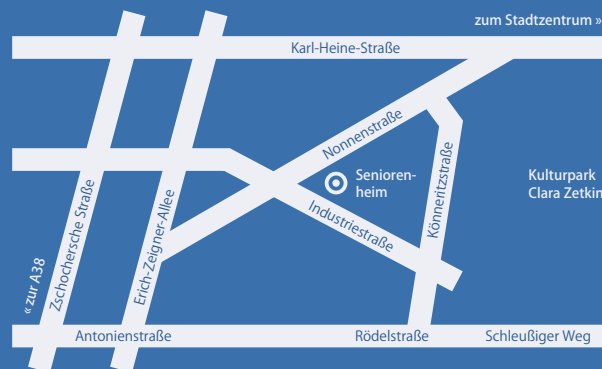 zum Stadtzentrum »
Karl-Heine-Straße
Nonnenstraße
Senioren-
heim
Kulturpark
Clara Zetkin
Könneritzstraße
Industriestraße
Zschochersche Straße
Erich-Zeigner-Allee
« zur A38
Antonienstraße
Rödelstraße
Schleußiger Weg